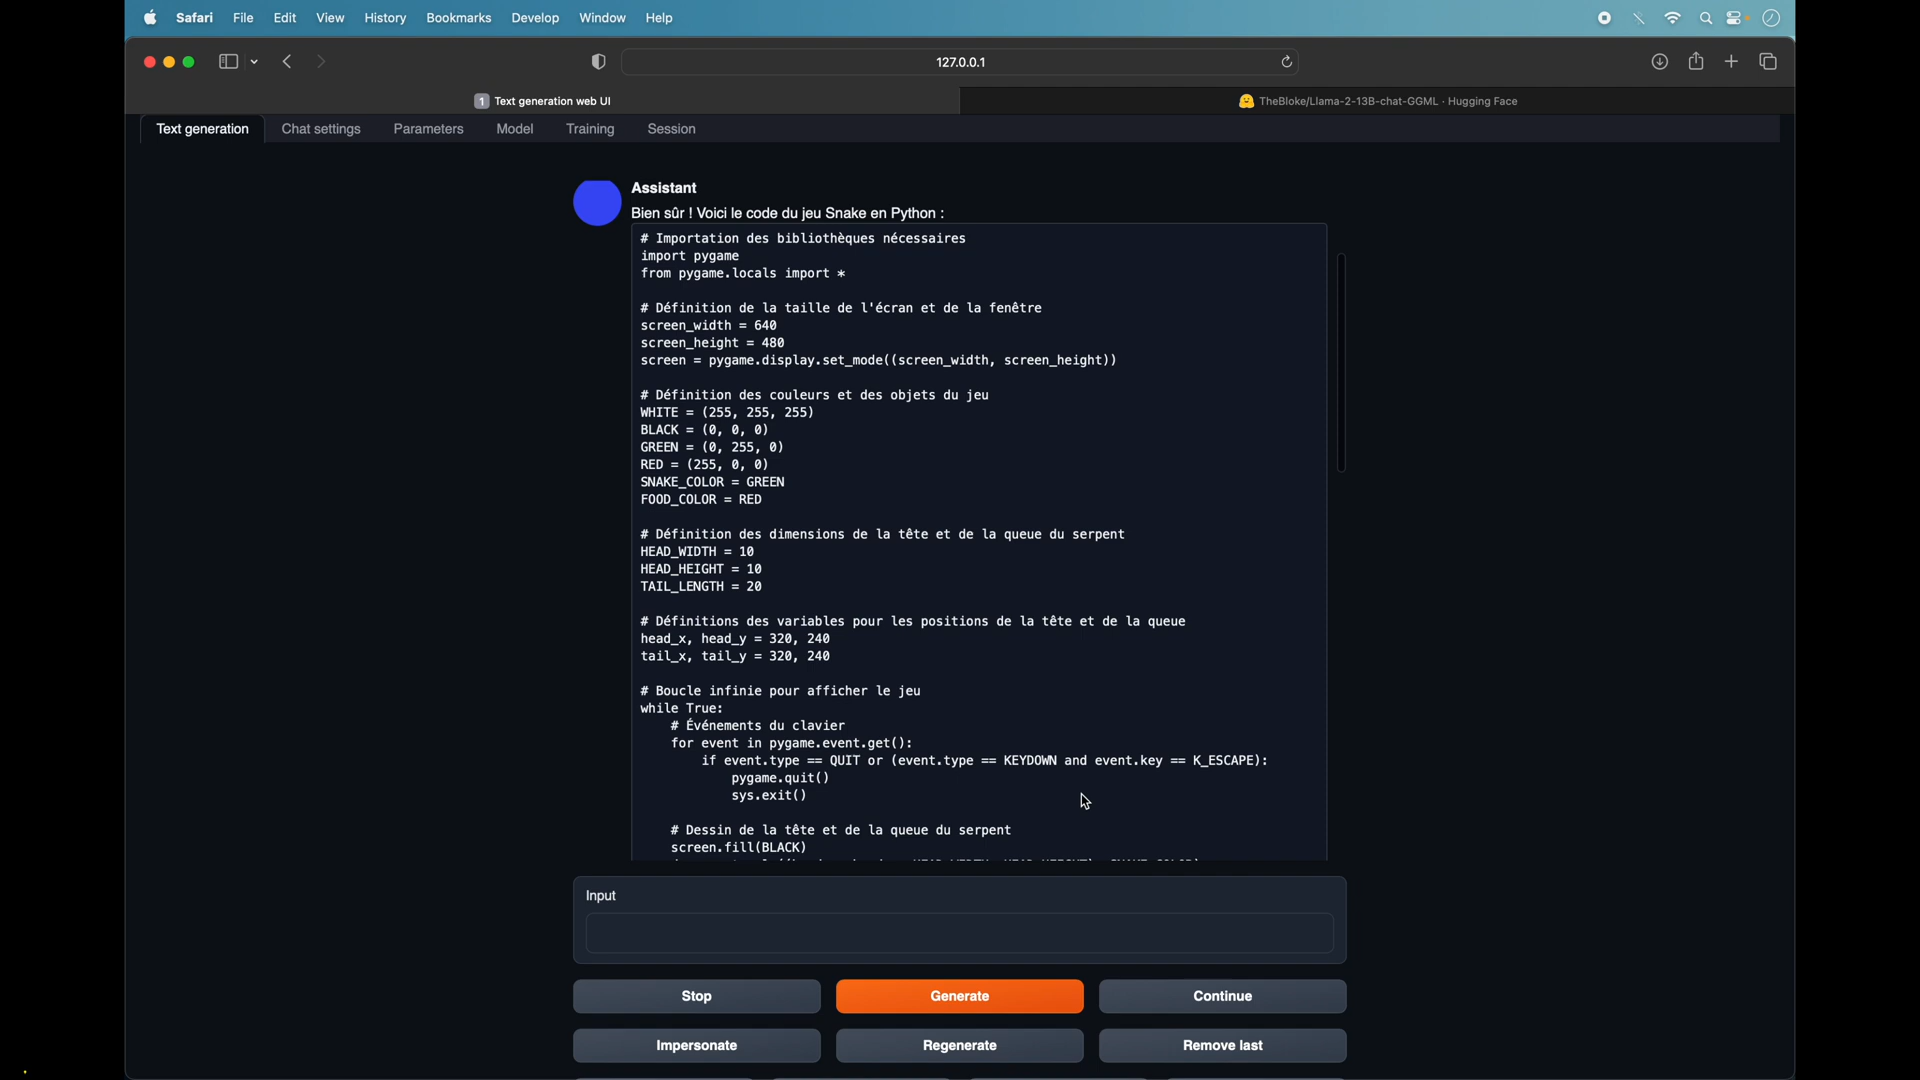 Safari File Edit View History Bookmarks Develop Window Help
127.0.0.1
1 Text generation web UI
TheBloke/Llama-2-13B-chat-GGML · Hugging Face
Text generation Chat settings Parameters Model Training Session
Assistant
Bien sûr ! Voici le code du jeu Snake en Python :
# Importation des bibliothèques nécessaires
import pygame
from pygame.locals import *
# Définition de la taille de l'écran et de la fenêtre
screen_width = 640
screen_height = 480
screen = pygame.display.set_mode((screen_width, screen_height))
# Définition des couleurs et des objets du jeu
WHITE = (255, 255, 255)
BLACK = (0, 0, 0)
GREEN = (0, 255, 0)
RED = (255, 0, 0)
SNAKE_COLOR = GREEN
FOOD_COLOR = RED
# Définition des dimensions de la tête et de la queue du serpent
HEAD_WIDTH = 10
HEAD_HEIGHT = 10
TAIL_LENGTH = 20
# Définitions des variables pour les positions de la tête et de la queue
head_x, head_y = 320, 240
tail_x, tail_y = 320, 240
# Boucle infinie pour afficher le jeu
while True:
    # Événements du clavier
    for event in pygame.event.get():
        if event.type == QUIT or (event.type == KEYDOWN and event.key == K_ESCAPE):
            pygame.quit()
            sys.exit()
    # Dessin de la tête et de la queue du serpent
    screen.fill(BLACK)
Input
Stop Generate Continue
Impersonate Regenerate Remove last